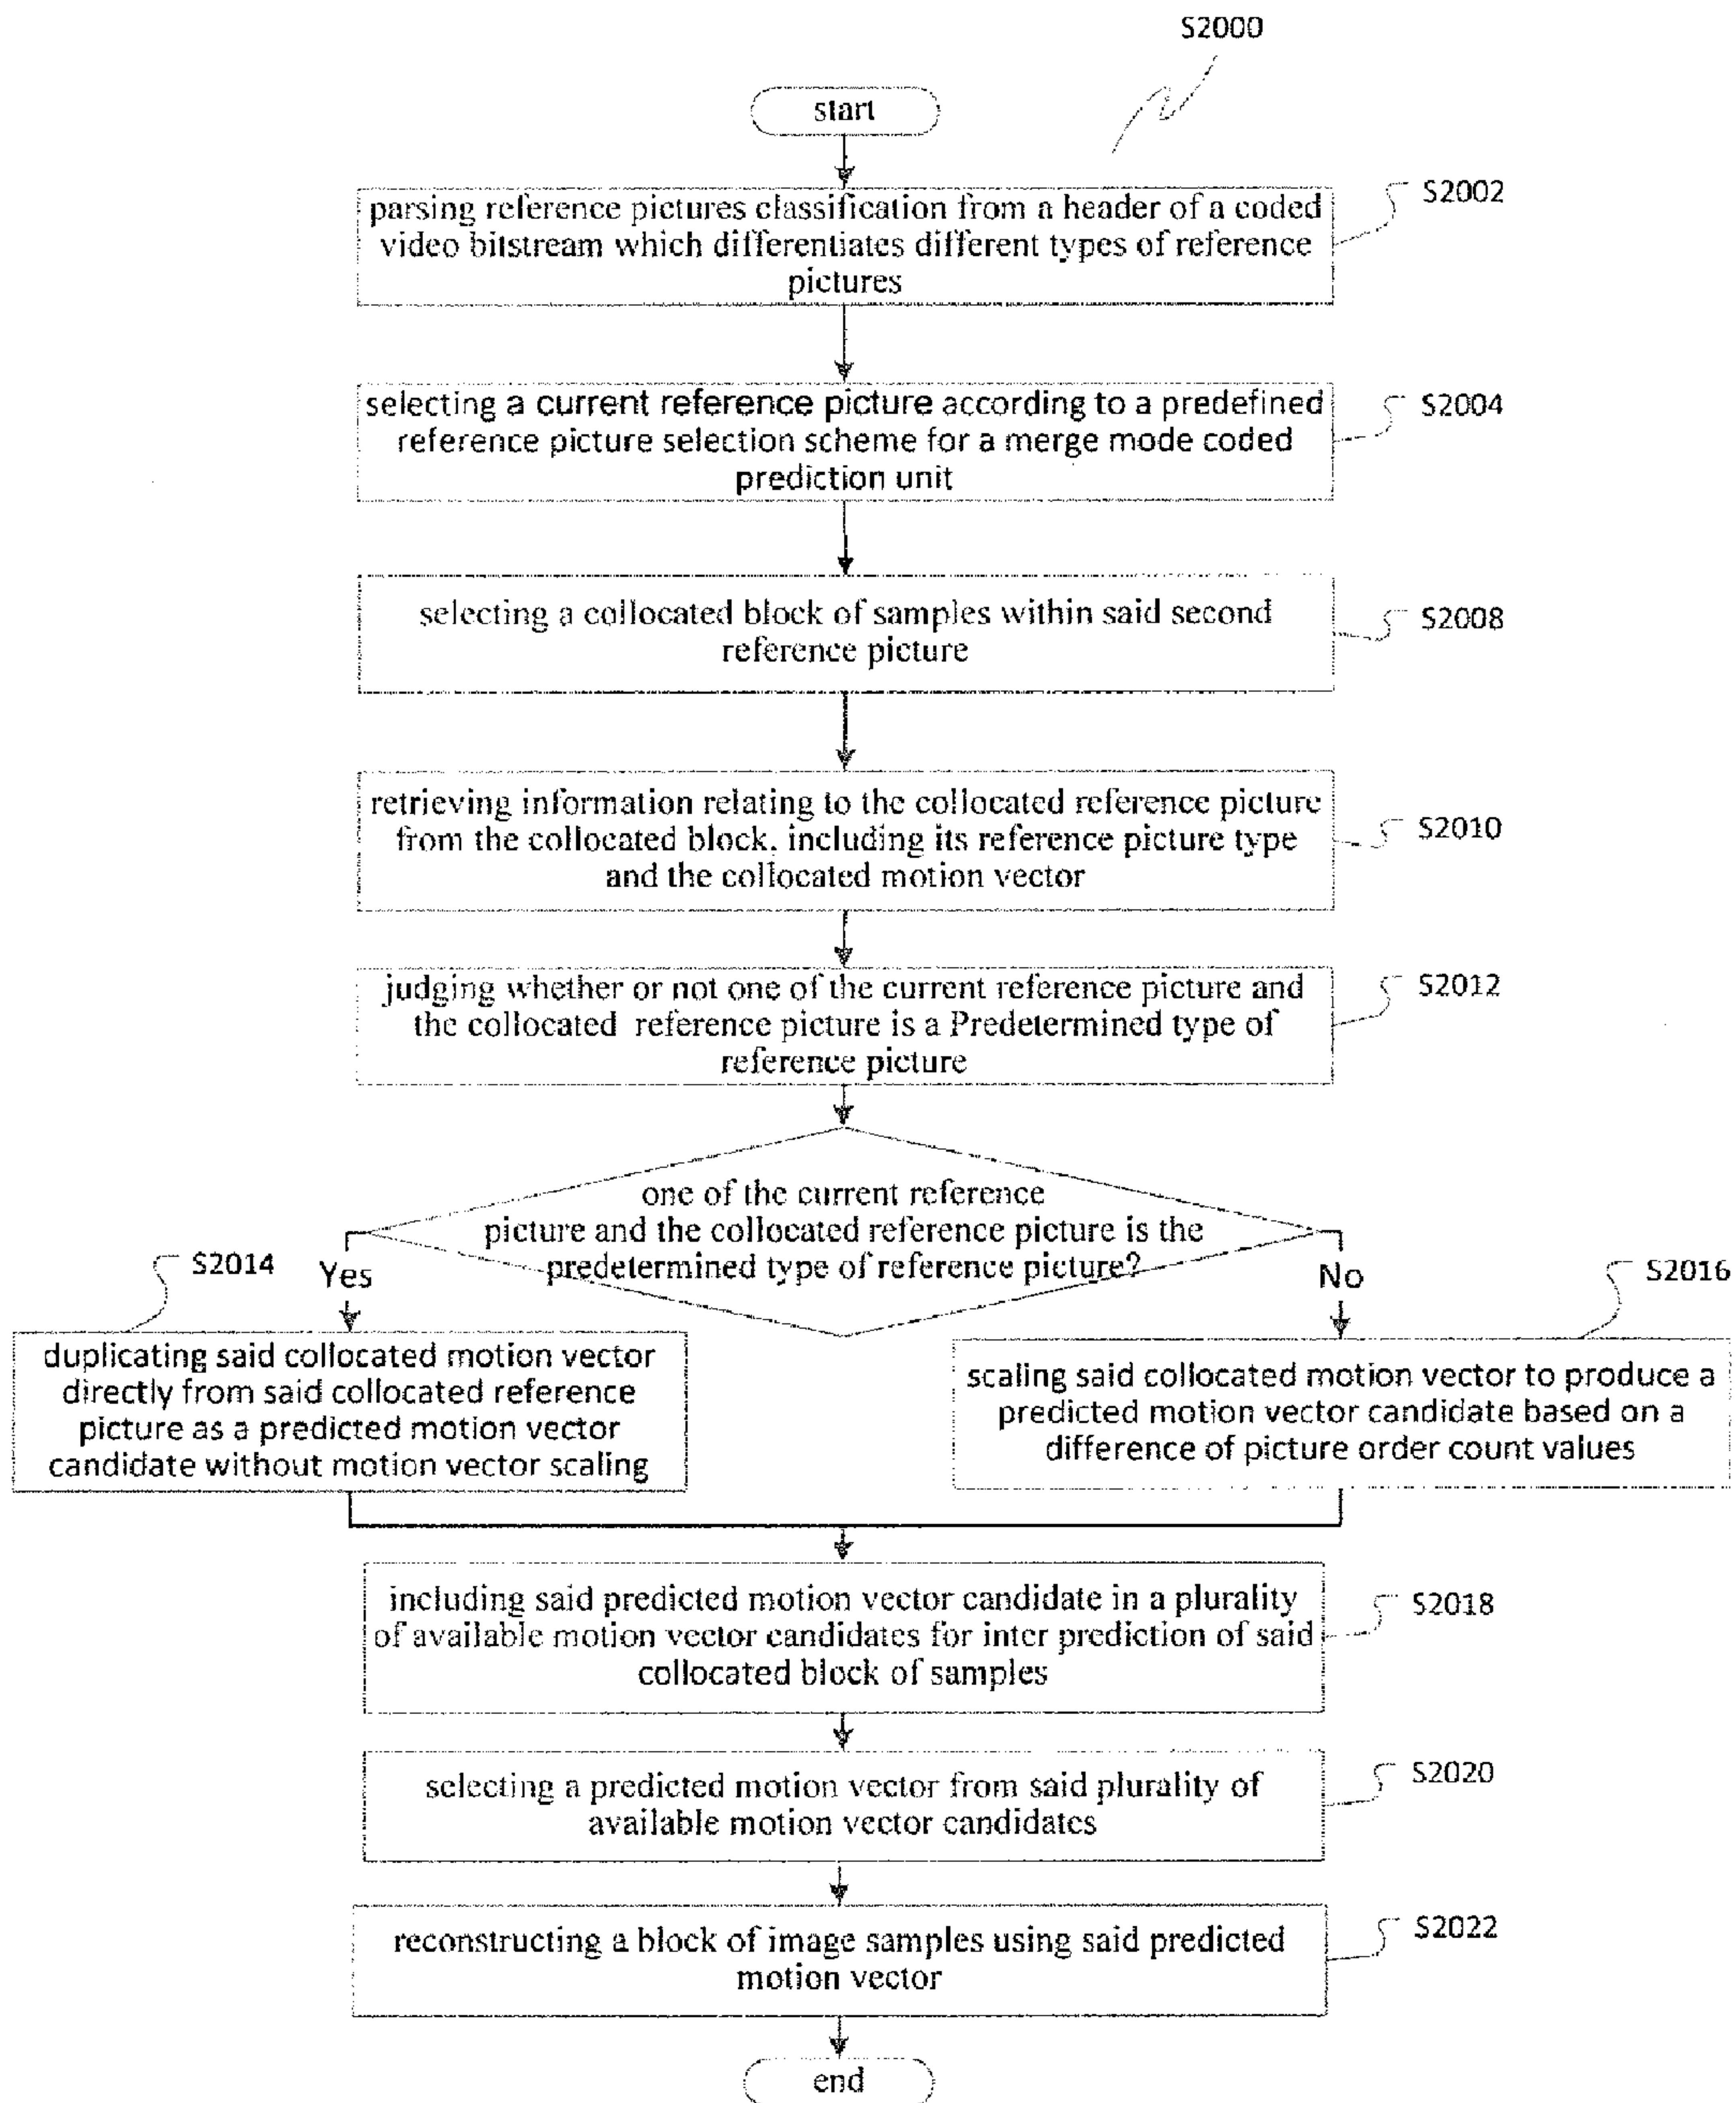 S2000
start
parsing reference pictures classification from a header of a coded
video bitstream which differentiates different types of reference
pictures
S2002
selecting a current reference picture according to a predefined
reference picture selection scheme for a merge mode coded
prediction unit
S2004
selecting a collocated block of samples within said second
reference picture
S2008
retrieving information relating to the collocated reference picture
from the collocated block, including its reference picture type
and the collocated motion vector
S2010
judging whether or not one of the current reference picture and
the collocated reference picture is a Predetermined type of
reference picture
S2012
one of the current reference
picture and the collocated reference picture is the
predetermined type of reference picture?
S2014
Yes
No
S2016
duplicating said collocated motion vector
directly from said collocated reference
picture as a predicted motion vector
candidate without motion vector scaling
scaling said collocated motion vector to produce a
predicted motion vector candidate based on a
difference of picture order count values
including said predicted motion vector candidate in a plurality
of available motion vector candidates for inter prediction of said
collocated block of samples
S2018
selecting a predicted motion vector from said plurality of
available motion vector candidates
S2020
reconstructing a block of image samples using said predicted
motion vector
S2022
end